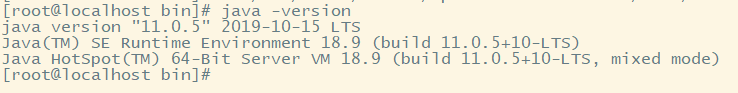 [root@localhost bin]# java -version
java version "11.0.5" 2019-10-15 LTS
Java(TM) SE Runtime Environment 18.9 (build 11.0.5+10-LTS)
Java HotSpot(TM) 64-Bit Server VM 18.9 (build 11.0.5+10-LTS, mixed mode)
[root@localhost bin]#